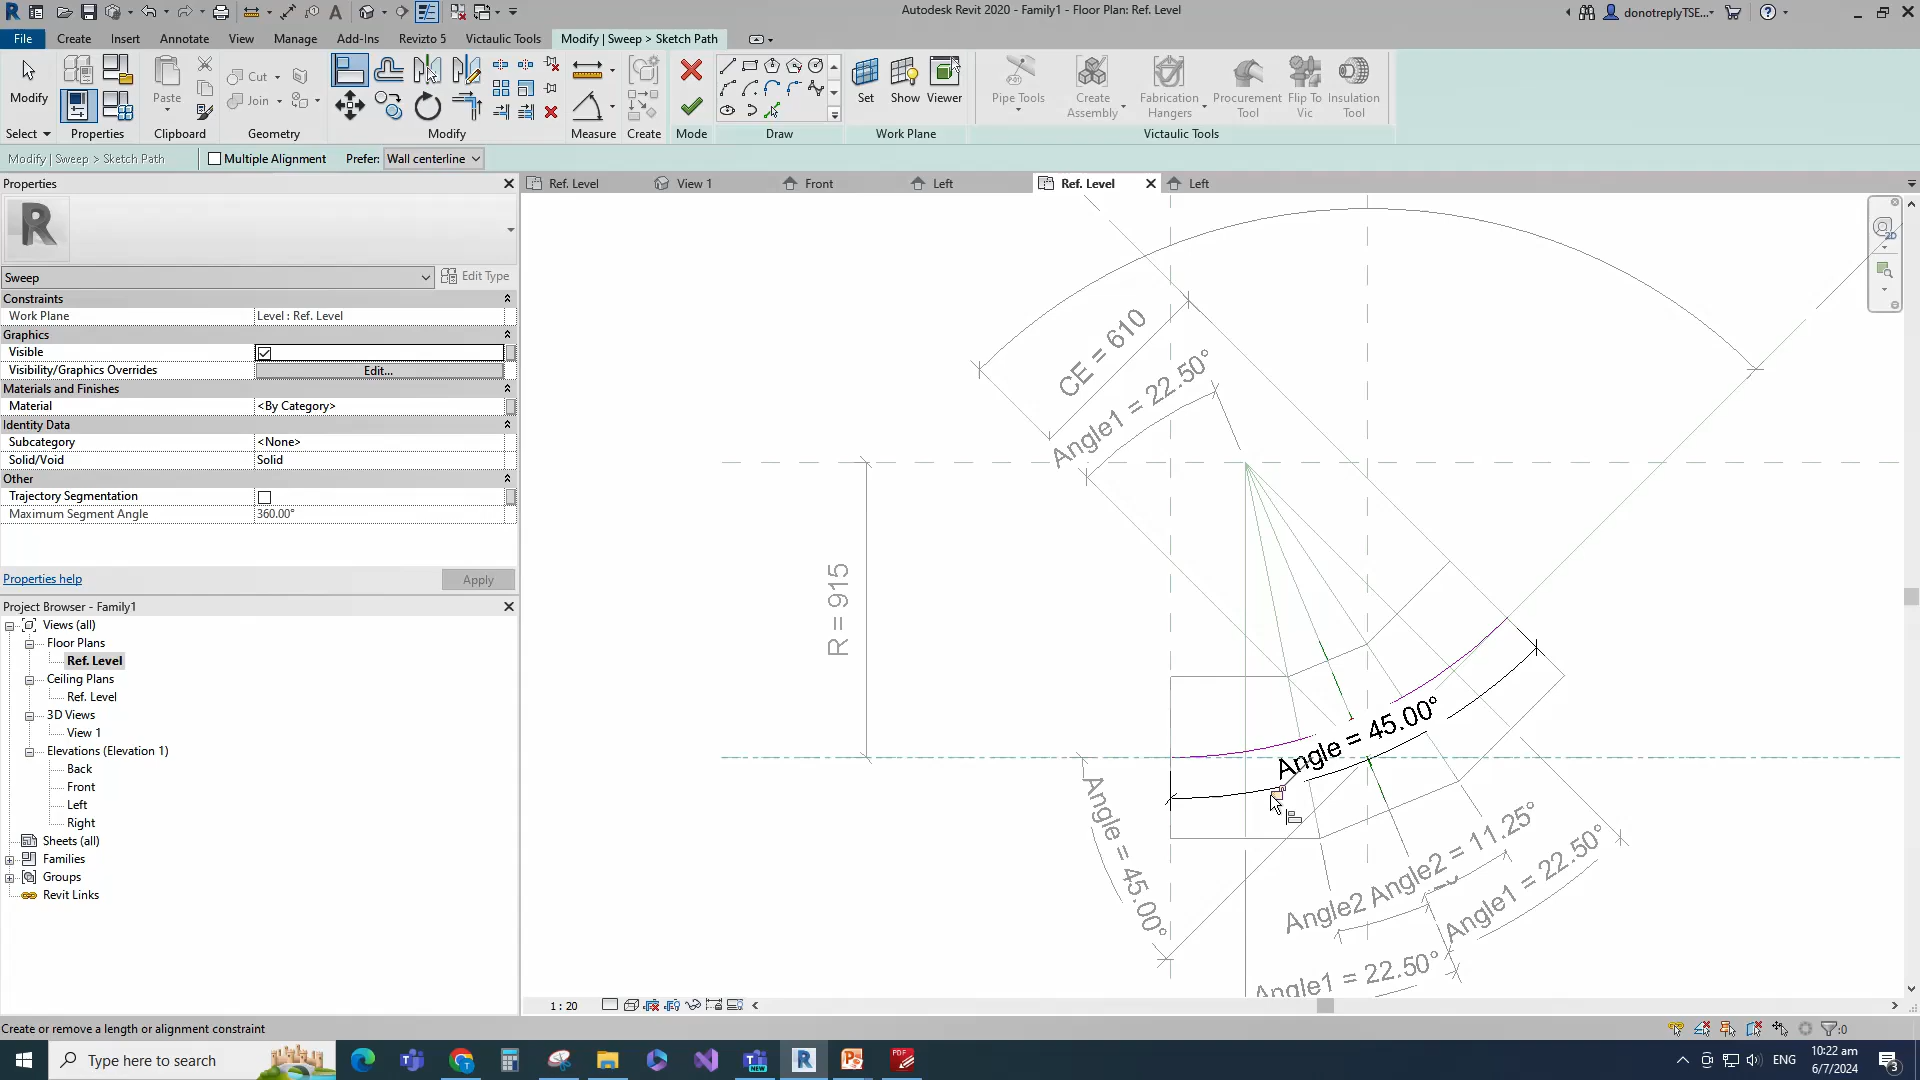 Autodesk Revit 2020 - Family1 - Floor Plan: Ref. Level
donotreplyTSE...
File
Create
Insert
Annotate
View
Manage
Add-Ins
Revizto 5
Victaulic Tools
Modify | Sweep > Sketch Path
Modify
Paste
Cut
Join
Set
Show
Viewer
Pipe Tools
Create
Assembly
Fabrication
Hangers
Procurement
Tool
Flip To
Vic
Insulation
Tool
Select
Properties
Clipboard
Geometry
Modify
Measure
Create
Mode
Draw
Work Plane
Victaulic Tools
Modify | Sweep > Sketch Path
Multiple Alignment
Prefer:
Wall centerline
Properties
Sweep
Edit Type
Constraints
Work Plane
Level : Ref. Level
Graphics
Visible
Visibility/Graphics Overrides
Edit...
Materials and Finishes
Material
<By Category>
Identity Data
Subcategory
<None>
Solid/Void
Solid
Other
Trajectory Segmentation
Maximum Segment Angle
360.00°
Properties help
Apply
Project Browser - Family1
Views (all)
Floor Plans
Ref. Level
Ceiling Plans
Ref. Level
3D Views
View 1
Elevations (Elevation 1)
Back
Front
Left
Right
Sheets (all)
Families
Groups
Revit Links
Ref. Level
View 1
Front
Left
Ref. Level
Left
CE = 610
Angle1 = 22.50°
R = 915
Angle = 45.00°
Angle = 45.00°
Angle2
Angle2 = 11.25°
Angle1 = 22.50°
Angle1 = 22.50°
2D
1 : 20
Create or remove a length or alignment constraint
:0
Type here to search
NEW
PDF
ENG
10:22 am
6/7/2024
3